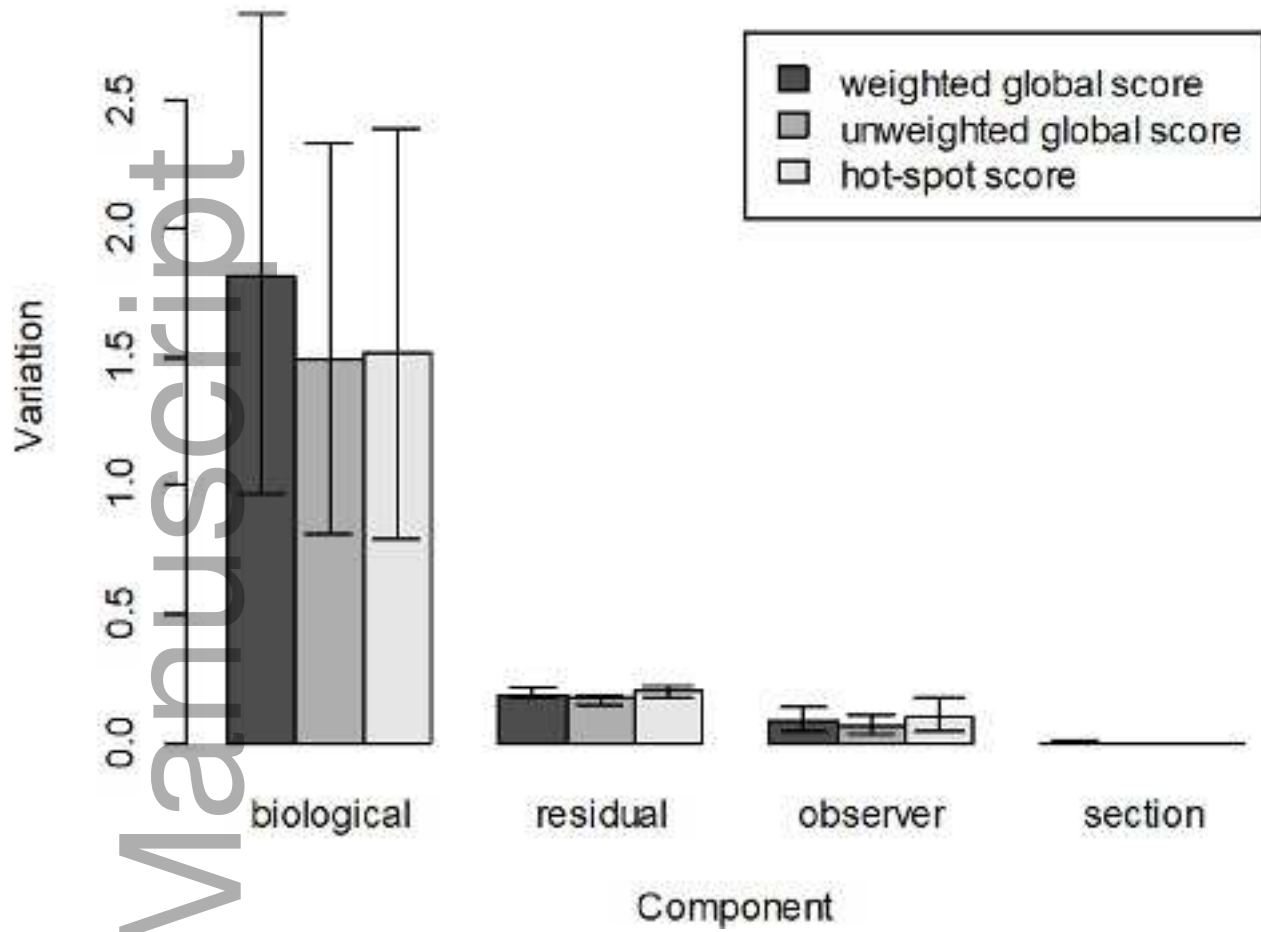 weighted global score
unweighted global score
hot-spot score
2.5
2.0
1.5
1.0
0.5
0.0
Variation
Manuscript
biological residual observer section
Component